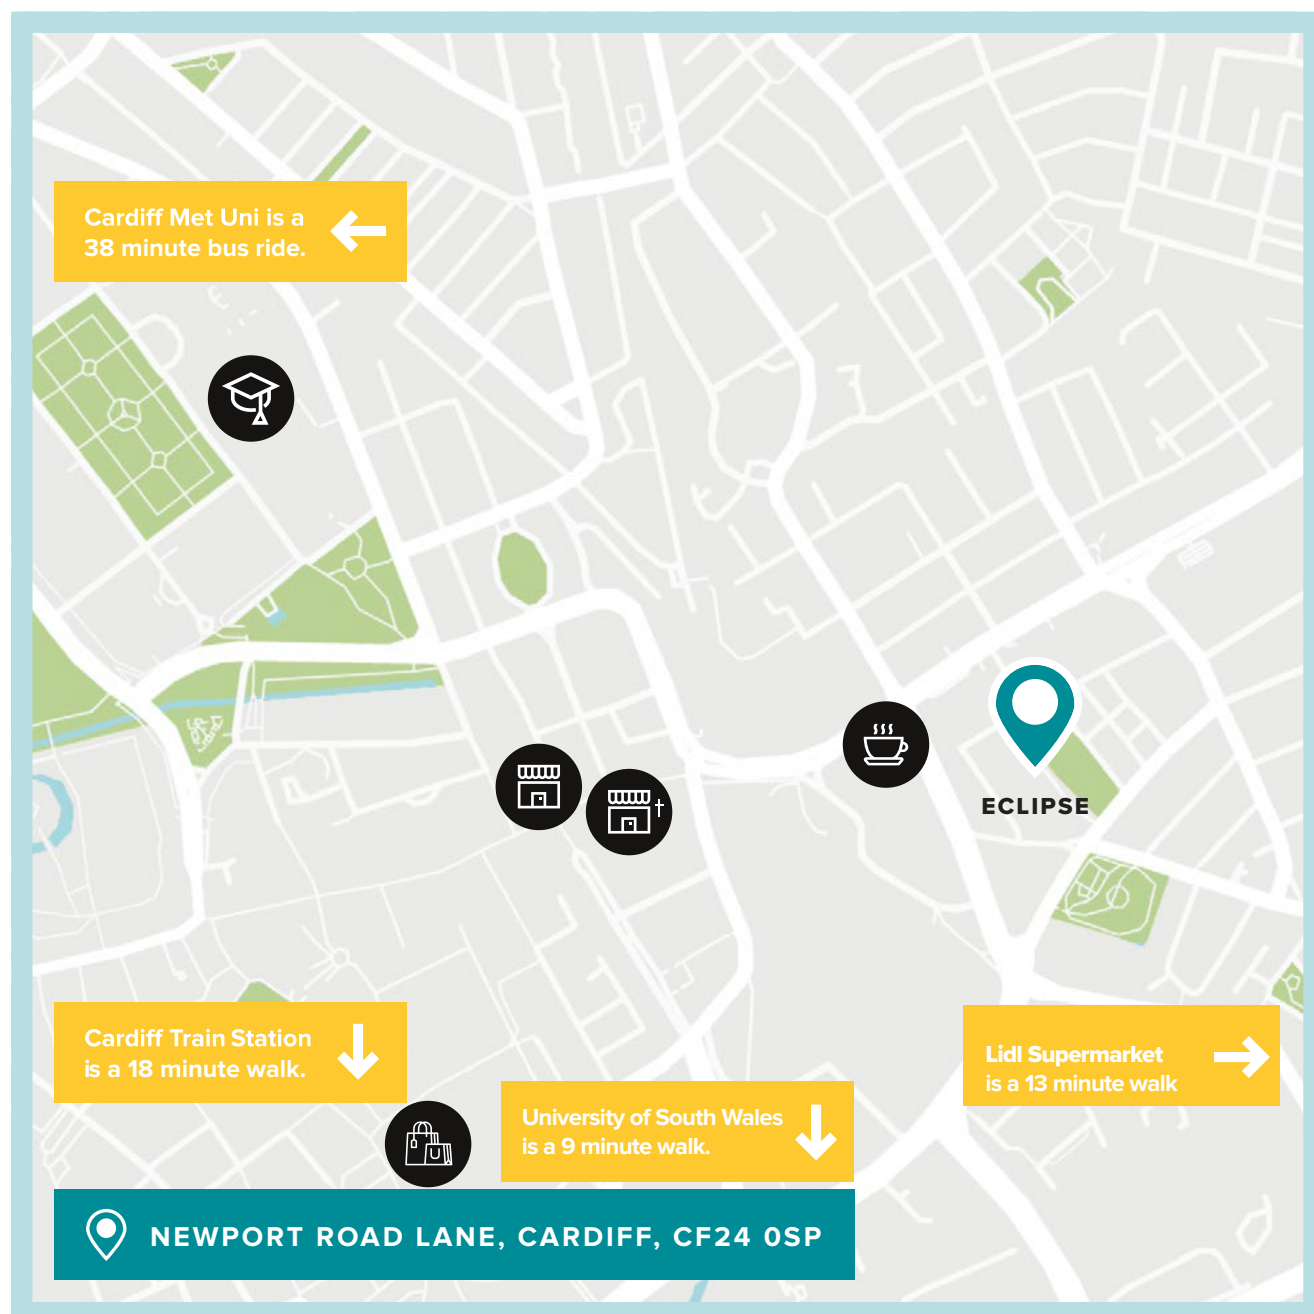 Cardiff Met Uni is a
38 minute bus ride.
ECLIPSE
Cardiff Train Station
is a 18 minute walk.
Lidl Supermarket
is a 13 minute walk
University of South Wales
is a 9 minute walk.
NEWPORT ROAD LANE, CARDIFF, CF24 0SP